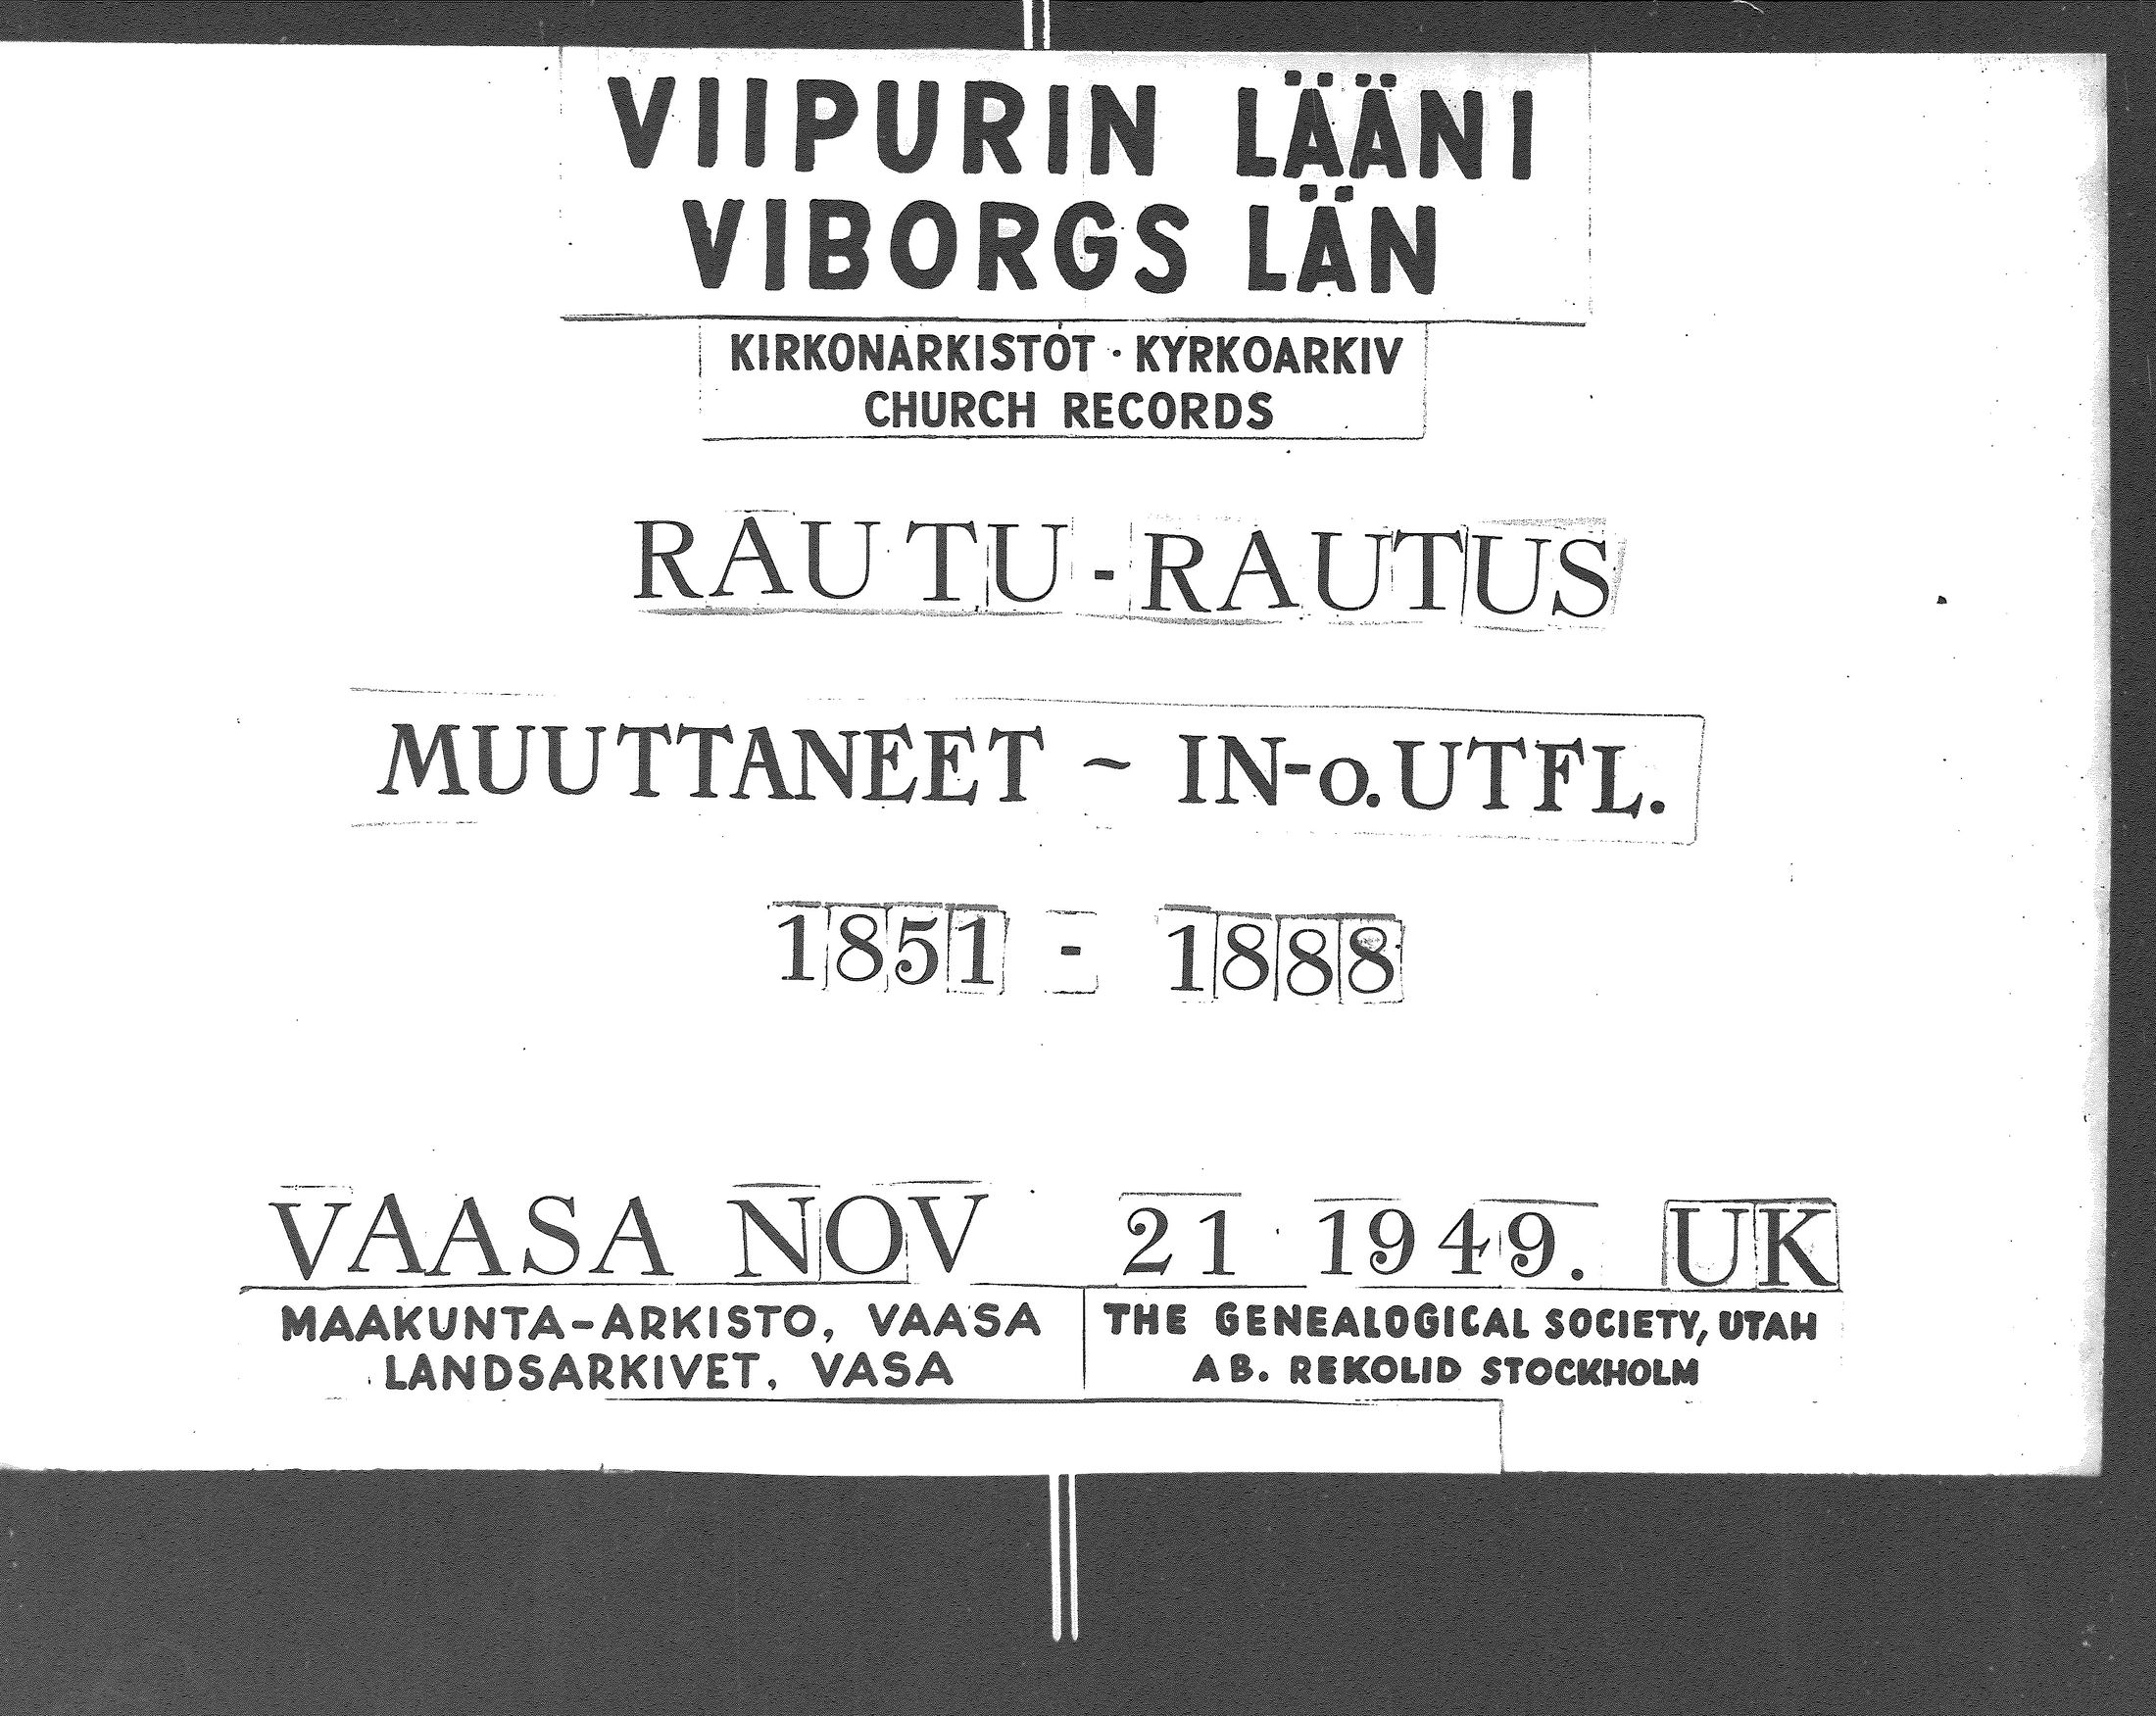 VIIPURIN LÄÄNI
VIBORGS LÄN
KIRKONARKISTOT · KYRKOARKIV
CHURCH RECORDS
RAUTU - RAUTUS
MUUTTANEET ~ IN-o. UTFL.
1851 - 1888
VAASA NOV 21 1949. UK
MAAKUNTA-ARKISTO, VAASA
LANDSARKIVET, VASA
THE GENEALOGICAL SOCIETY, UTAH
AB. REKOLID STOCKHOLM